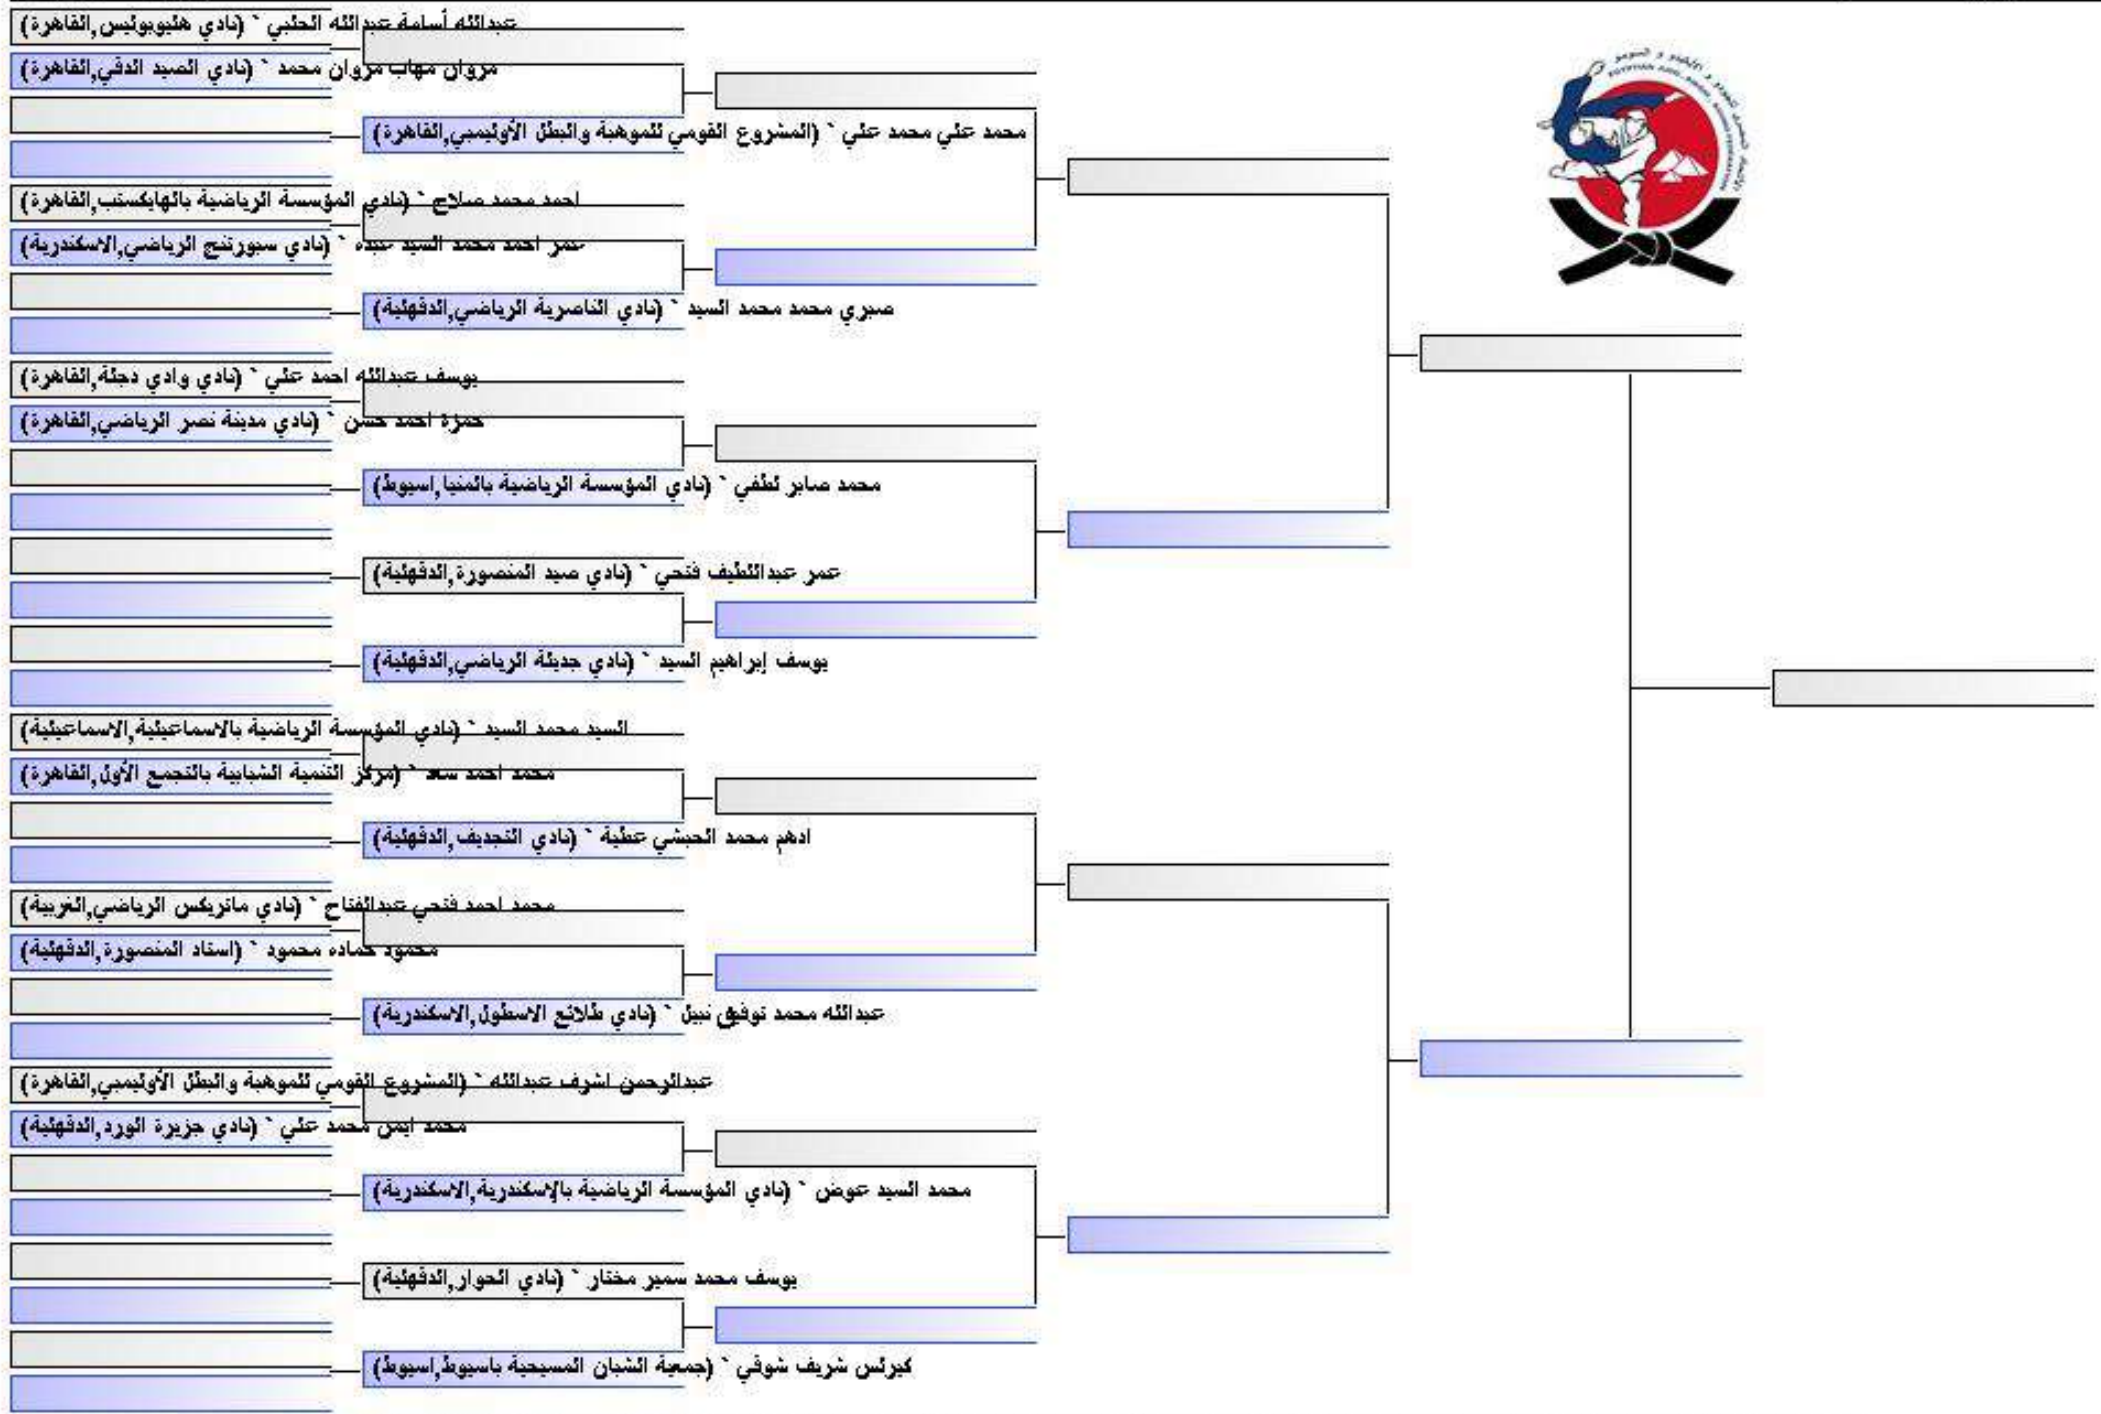 عبدالله أسامة عبدالله الحلبي ` (نادي هليوبوليس,القاهرة)
مروان مهاب مروان محمد ` (نادي الصيد الدقي,القاهرة)
محمد علي محمد علي ` (المشروع القومي للموهبة والبطل الأوليمبي,القاهرة)
احمد محمد صلاح ` (نادي المؤسسة الرياضية بالهايكستب,القاهرة)
عمر احمد محمد السيد عبده ` (نادي سبورتنج الرياضي,الاسكندرية)
صبري محمد محمد السيد ` (نادي الناصرية الرياضي,الدقهلية)
يوسف عبدالله احمد علي ` (نادي وادي دجلة,القاهرة)
حمزة احمد حسن ` (نادي مدينة نصر الرياضي,القاهرة)
محمد صابر لطفي ` (نادي المؤسسة الرياضية بالمنيا,اسيوط)
عمر عبداللطيف فتحي ` (نادي صيد المنصورة,الدقهلية)
يوسف إبراهيم السيد ` (نادي جديلة الرياضي,الدقهلية)
السيد محمد السيد ` (نادي المؤسسة الرياضية بالاسماعيلية,الاسماعيلية)
محمد احمد سعد ` (مركز التنمية الشبابية بالتجمع الأول,القاهرة)
ادهم محمد الحبشي عطية ` (نادي التجديف,الدقهلية)
محمد احمد فتحي عبدالفتاح ` (نادي ماتريكس الرياضي,الغربية)
محمود حماده محمود ` (استاد المنصورة,الدقهلية)
عبدالله محمد توفيق نبيل ` (نادي طلائع الاسطول,الاسكندرية)
عبدالرحمن اشرف عبدالله ` (المشروع القومي للموهبة والبطل الأوليمبي,القاهرة)
محمد ايمن محمد علي ` (نادي جزيرة الورد,الدقهلية)
محمد السيد عوض ` (نادي المؤسسة الرياضية بالإسكندرية,الاسكندرية)
يوسف محمد سمير مختار ` (نادي الحوار,الدقهلية)
كيرلس شريف شوقي ` (جمعية الشبان المسيحية باسيوط,اسيوط)